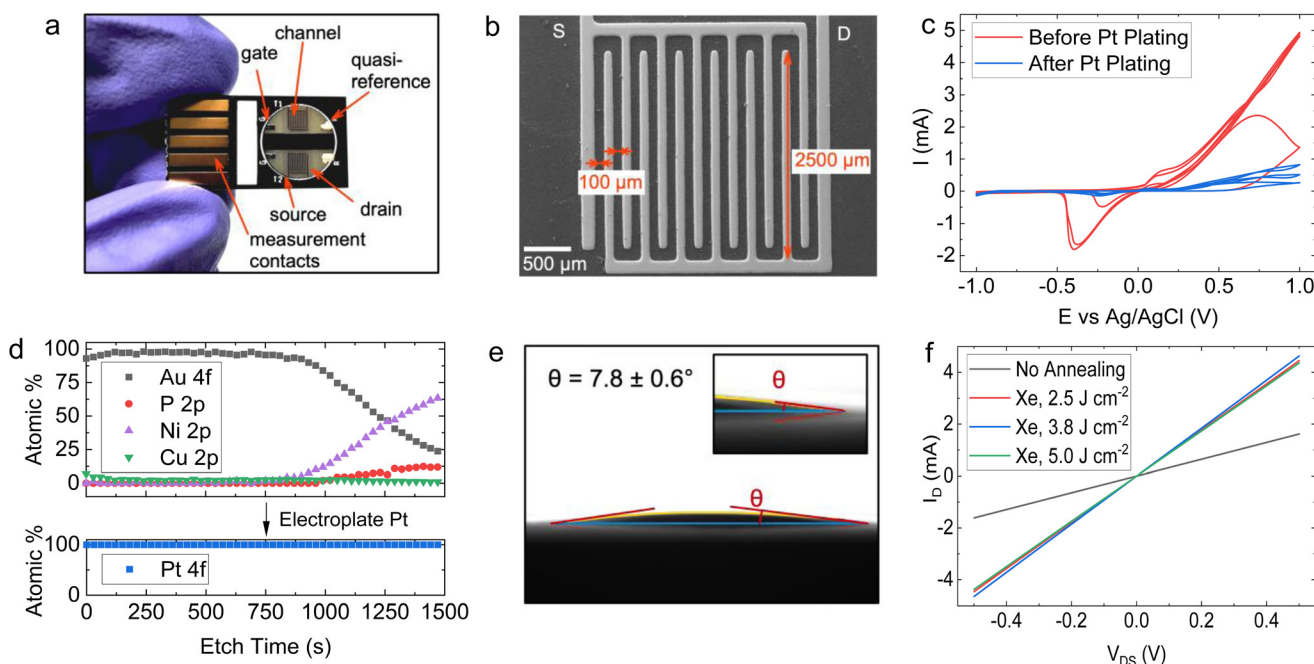 a
channel
gate
quasi-
reference
source
drain
measurement
contacts
b
S
D
100 µm
2500 µm
500 µm
c
Before Pt Plating
After Pt Plating
5
4
3
2
1
0
-1
-2
I (mA)
-1.0
-0.5
0.0
0.5
1.0
E vs Ag/AgCl (V)
d
100
75
50
25
0
Atomic %
Au 4f
P 2p
Ni 2p
Cu 2p
Electroplate Pt
100
50
0
Atomic %
Pt 4f
0
250
500
750
1000
1250
1500
Etch Time (s)
e
θ = 7.8 ± 0.6°
θ
θ
f
No Annealing
Xe, 2.5 J cm⁻²
Xe, 3.8 J cm⁻²
Xe, 5.0 J cm⁻²
4
2
0
-2
-4
I_D (mA)
-0.4
-0.2
0.0
0.2
0.4
V_DS (V)